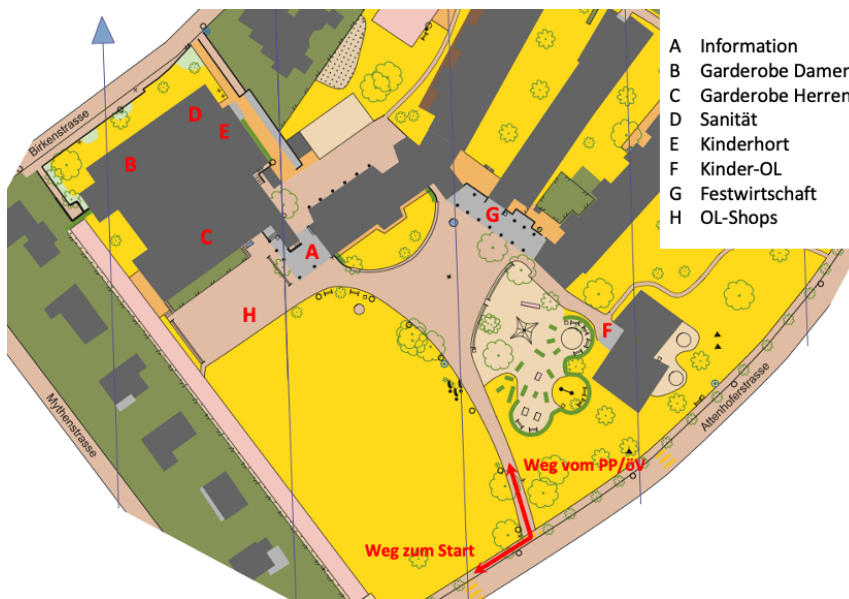 A Information
B Garderobe Damen
C Garderobe Herren
D Sanität
E Kinderhort
F Kinder-OL
G Festwirtschaft
H OL-Shops
Birkenstrasse
D
E
B
C
A
G
H
F
Mythenstrasse
Attenhoferstrasse
Weg vom PP/öV
Weg zum Start